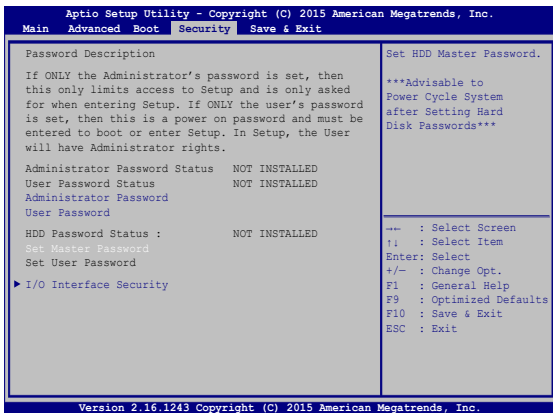 Aptio Setup Utility - Copyright (C) 2015 American Megatrends, Inc.
Main Advanced Boot Security Save & Exit
Password Description
If ONLY the Administrator's password is set, then
this only limits access to Setup and is only asked
for when entering Setup. If ONLY the user's password
is set, then this is a power on password and must be
entered to boot or enter Setup. In Setup, the User
will have Administrator rights.
Administrator Password Status NOT INSTALLED
User Password Status NOT INSTALLED
Administrator Password
User Password
HDD Password Status : NOT INSTALLED
Set Master Password
Set User Password
I/O Interface Security
Set HDD Master Password.
***Advisable to
Power Cycle System
after Setting Hard
Disk Passwords***
→← : Select Screen
↑↓ : Select Item
Enter: Select
+/— : Change Opt.
F1 : General Help
F9 : Optimized Defaults
F10 : Save & Exit
ESC : Exit
Version 2.16.1243 Copyright (C) 2015 American Megatrends, Inc.